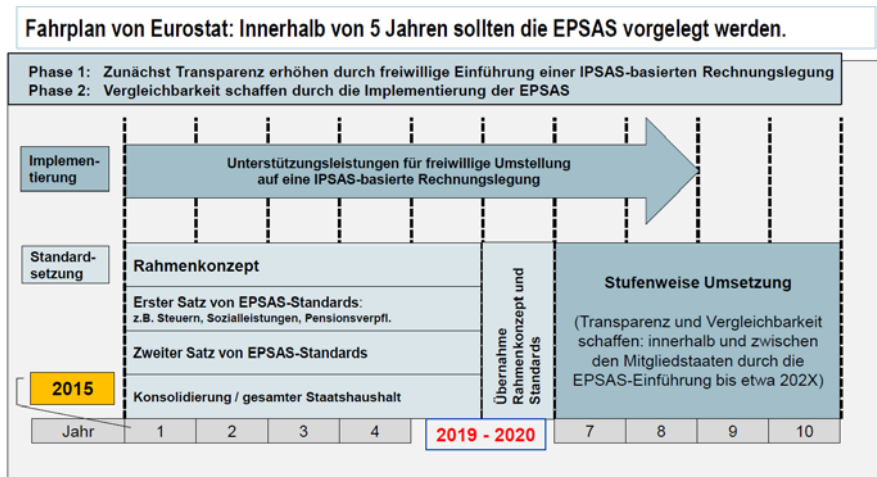 Fahrplan von Eurostat: Innerhalb von 5 Jahren sollten die EPSAS vorgelegt werden.
Phase 1: Zunächst Transparenz erhöhen durch freiwillige Einführung einer IPSAS-basierten Rechnungslegung
Phase 2: Vergleichbarkeit schaffen durch die Implementierung der EPSAS
Implemen-
tierung
Unterstützungsleistungen für freiwillige Umstellung
auf eine IPSAS-basierte Rechnungslegung
Standard-
setzung
Rahmenkonzept
Erster Satz von EPSAS-Standards:
z.B. Steuern, Sozialleistungen, Pensionsverpfl.
Zweiter Satz von EPSAS-Standards
Konsolidierung / gesamter Staatshaushalt
Übernahme
Rahmenkonzept und
Standards
Stufenweise Umsetzung
(Transparenz und Vergleichbarkeit
schaffen: innerhalb und zwischen
den Mitgliedstaaten durch die
EPSAS-Einführung bis etwa 202X)
2015
Jahr 1 2 3 4 2019 - 2020 7 8 9 10